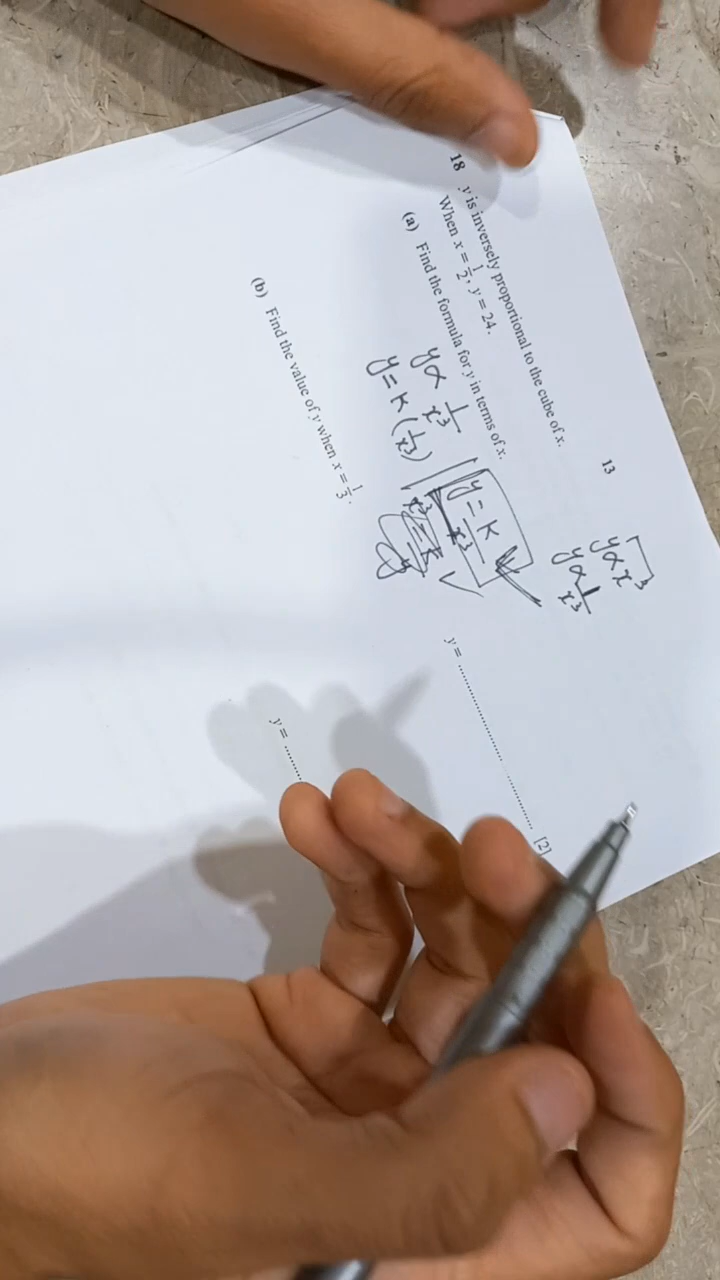 13
18 y is inversely proportional to the cube of x.
When x = 1/2, y = 24.
(a) Find the formula for y in terms of x.
y ∝ x³
y ∝ 1/x³
y ∝ 1/x³
y = K (1/x³)
y = K/x³
y = .......................... [2]
(b) Find the value of y when x = 1/3.
y = ........